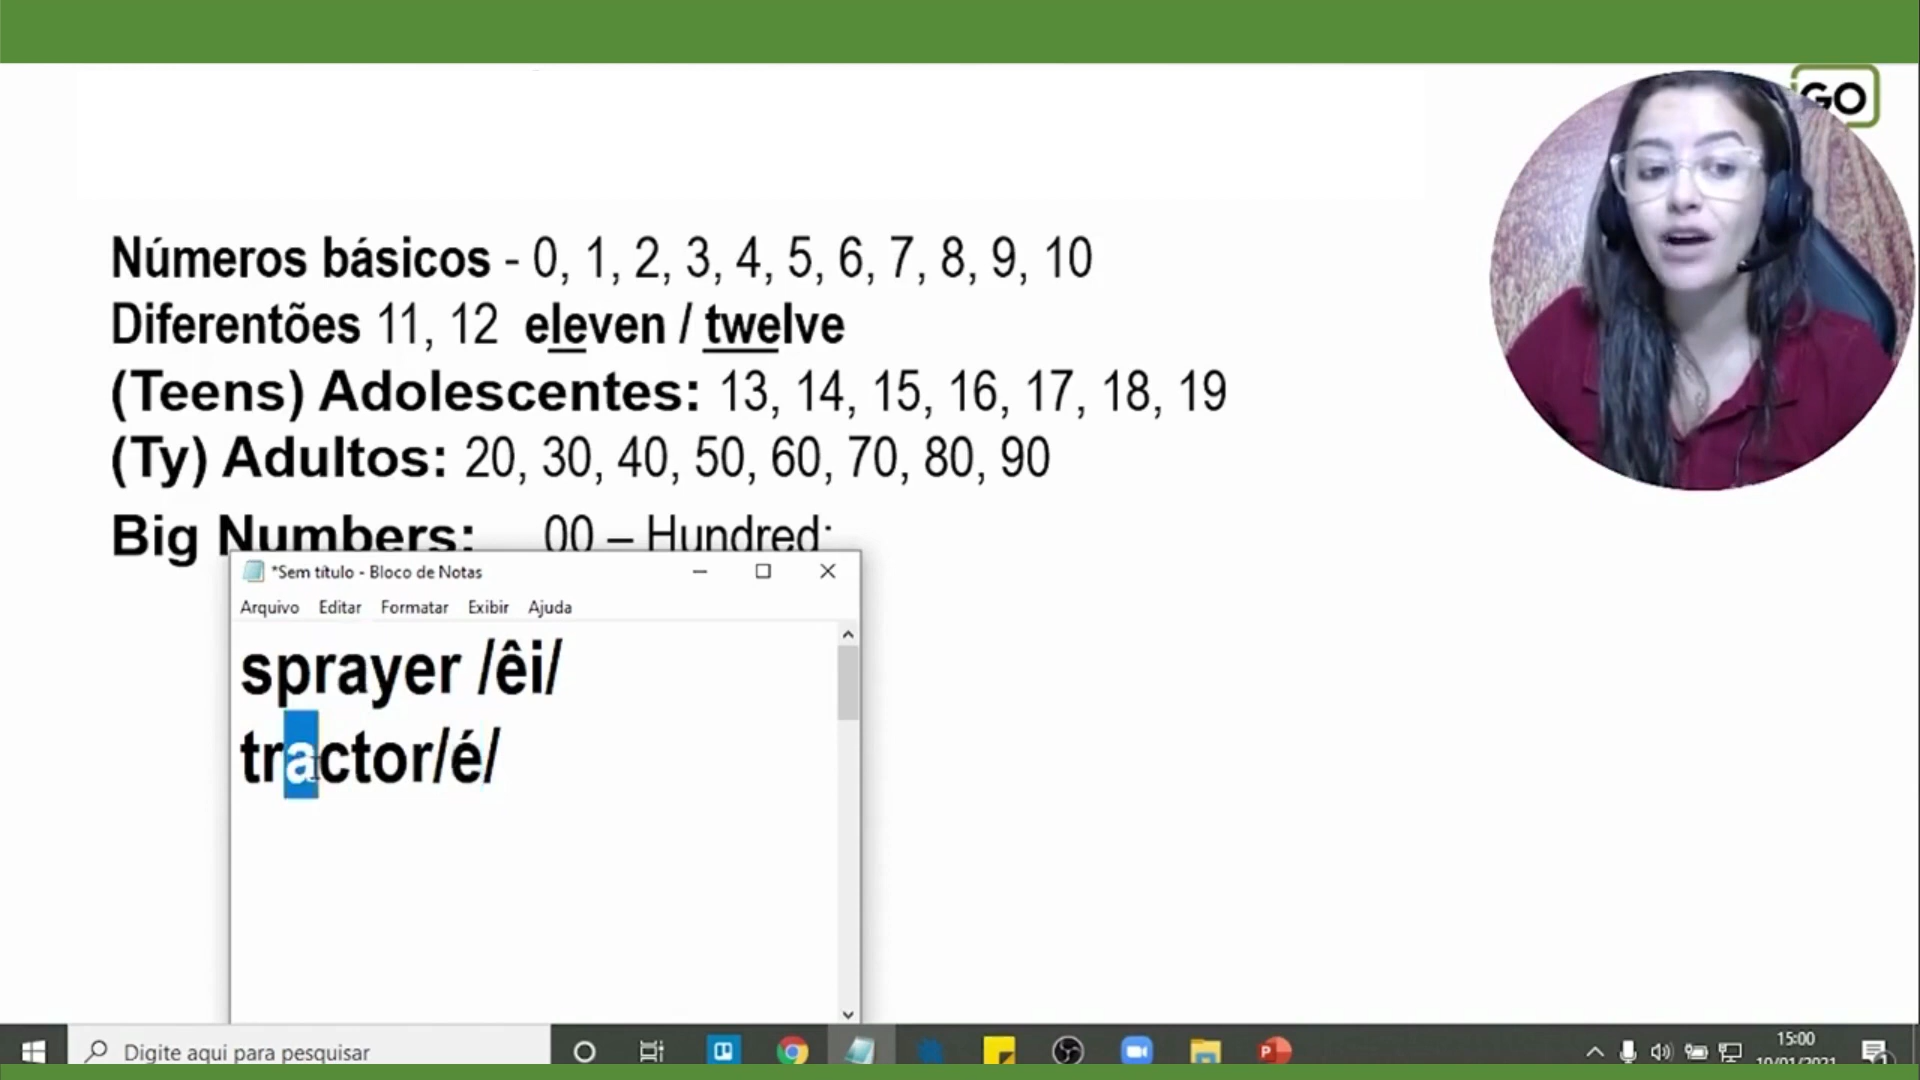 GO
Números básicos - 0, 1, 2, 3, 4, 5, 6, 7, 8, 9, 10
Diferentões 11, 12 eleven / twelve
(Teens) Adolescentes: 13, 14, 15, 16, 17, 18, 19
(Ty) Adultos: 20, 30, 40, 50, 60, 70, 80, 90
Big Numbers: 00 – Hundred:
*Sem título - Bloco de Notas
Arquivo Editar Formatar Exibir Ajuda
sprayer /êi/
tractor/é/
Digite aqui para pesquisar
15:00
10/01/2021